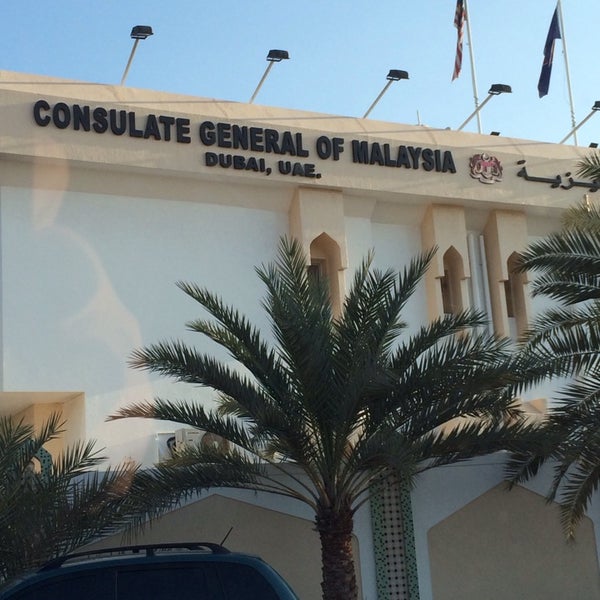 CONSULATE GENERAL OF MALAYSIA
DUBAI, UAE.